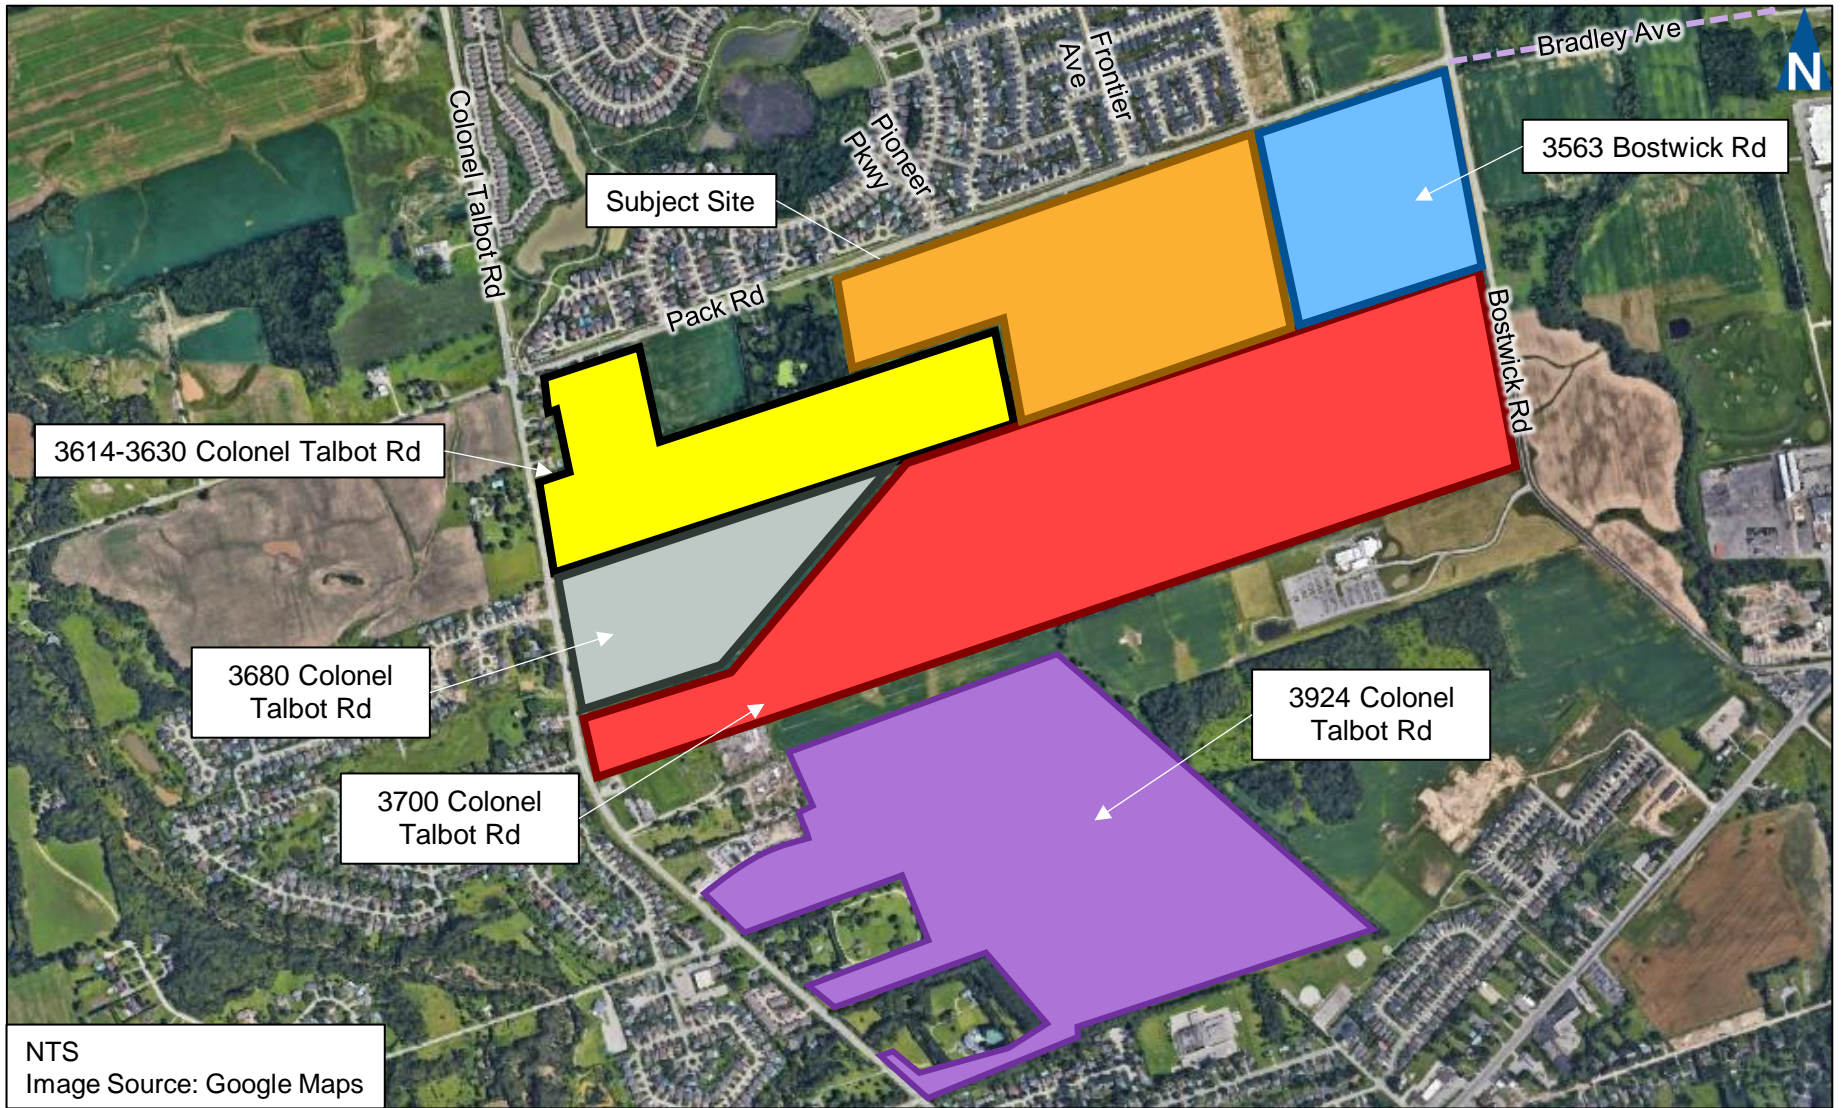 Bradley Ave
N
Frontier
Ave
Colonel Talbot Rd
Pioneer
Pkwy
3563 Bostwick Rd
Subject Site
Pack Rd
Bostwick Rd
3614-3630 Colonel Talbot Rd
3680 Colonel
Talbot Rd
3924 Colonel
Talbot Rd
3700 Colonel
Talbot Rd
NTS
Image Source: Google Maps